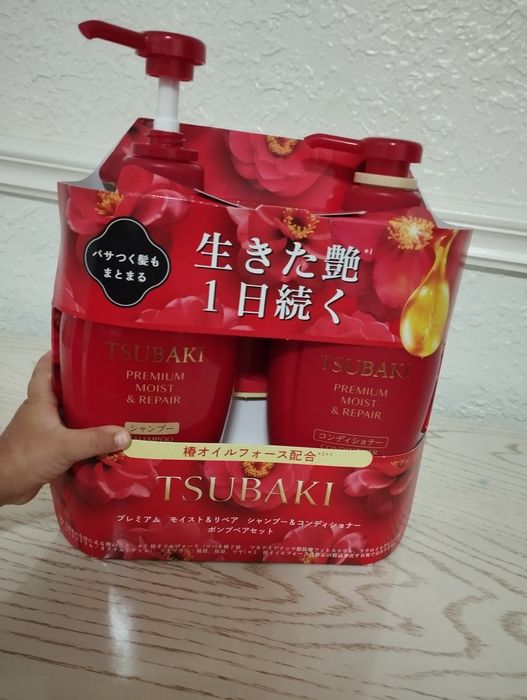 パサつく髪も
まとまる
生きた艶*1
1日続く
TSUBAKI
PREMIUM
MOIST
& REPAIR
シャンプー
SHAMPOO
TSUBAKI
PREMIUM
MOIST
& REPAIR
コンディショナー
椿オイルフォース配合*2*3
TSUBAKI
プレミアム モイスト&リペア シャンプー&コンディショナー
ポンプペアセット